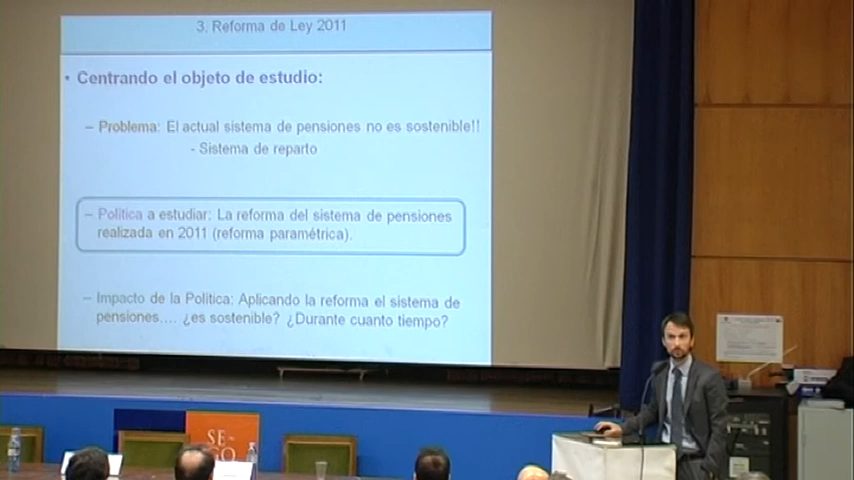 3. Reforma de Ley 2011
• Centrando el objeto de estudio:
– Problema: El actual sistema de pensiones no es sostenible!!
- Sistema de reparto
– Política a estudiar: La reforma del sistema de pensiones
realizada en 2011 (reforma paramétrica).
– Impacto de la Política: Aplicando la reforma el sistema de
pensiones.... ¿es sostenible? ¿Durante cuanto tiempo?
SE
GO